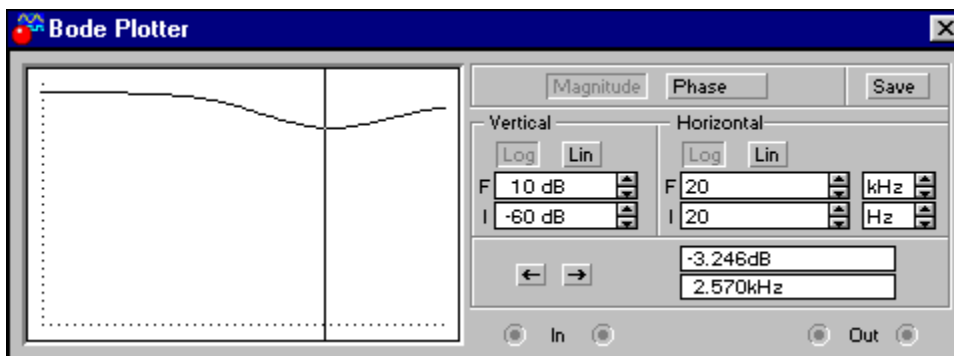 Bode Plotter
Magnitude Phase Save
Vertical Horizontal
Log Lin Log Lin
F 10 dB F 20 kHz
I -60 dB I 20 Hz
← → -3.246dB
2.570kHz
In Out